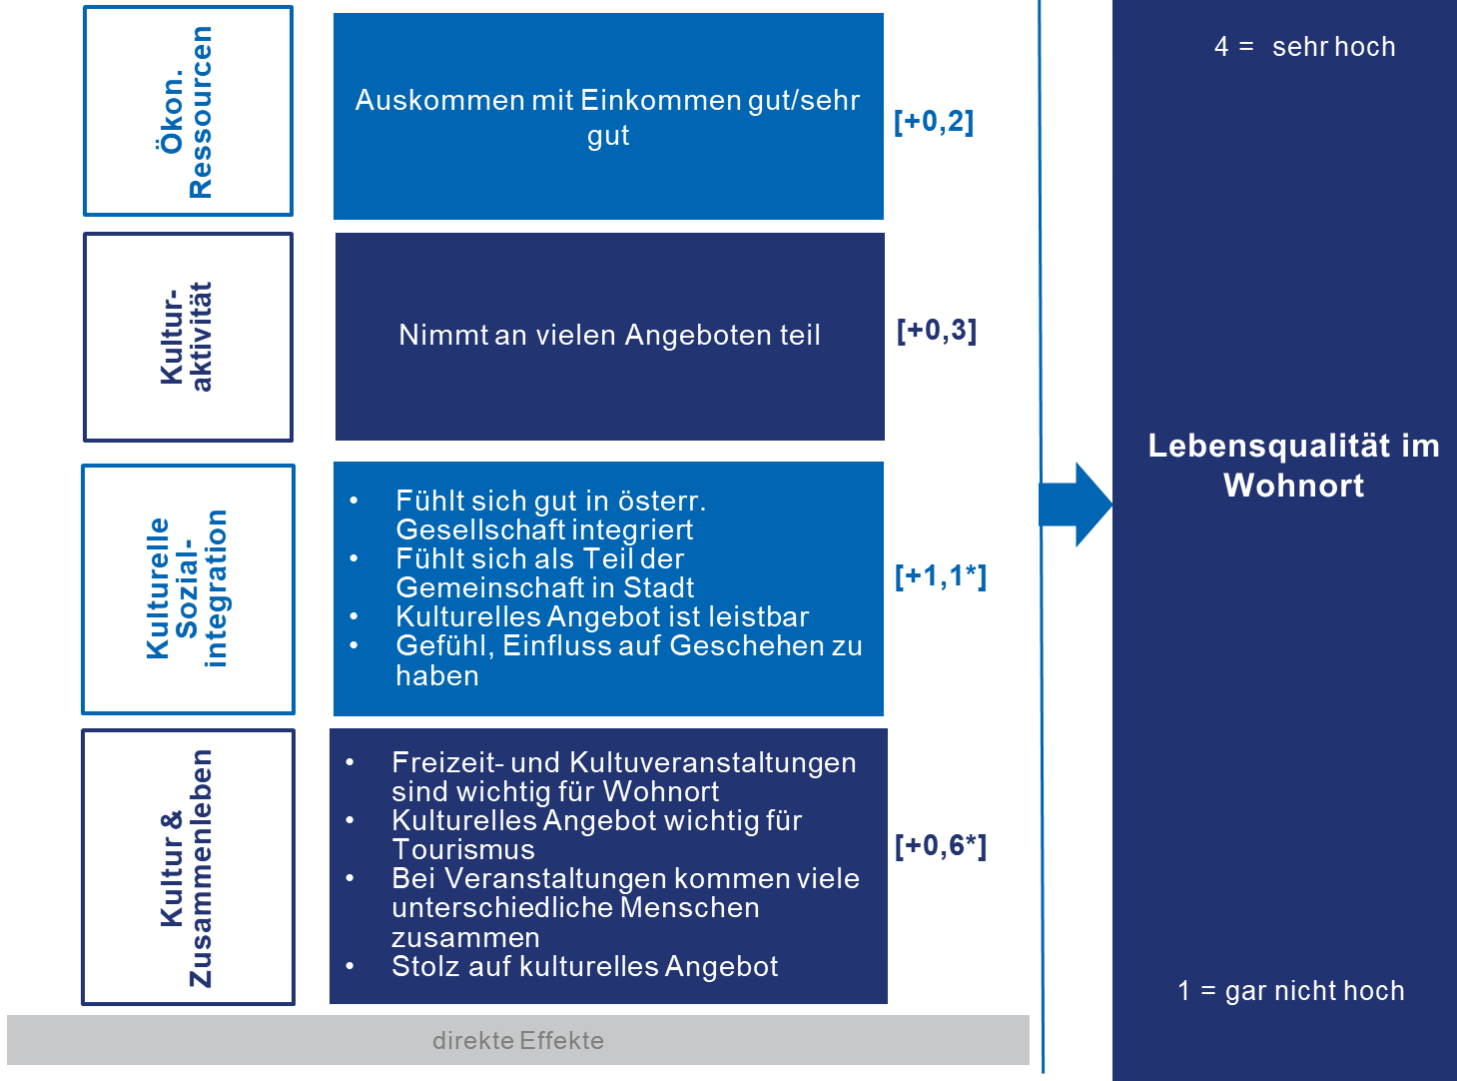 Ökon.
Ressourcen
Auskommen mit Einkommen gut/sehr
gut
[+0,2]
Kultur-
aktivität
Nimmt an vielen Angeboten teil
[+0,3]
Kulturelle
Sozial-
integration
• Fühlt sich gut in österr.
Gesellschaft integriert
• Fühlt sich als Teil der
Gemeinschaft in Stadt
• Kulturelles Angebot ist leistbar
• Gefühl, Einfluss auf Geschehen zu
haben
[+1,1*]
Kultur &
Zusammenleben
• Freizeit- und Kultuveranstaltungen
sind wichtig für Wohnort
• Kulturelles Angebot wichtig für
Tourismus
• Bei Veranstaltungen kommen viele
unterschiedliche Menschen
zusammen
• Stolz auf kulturelles Angebot
[+0,6*]
direkte Effekte
4 = sehr hoch
Lebensqualität im
Wohnort
1 = gar nicht hoch